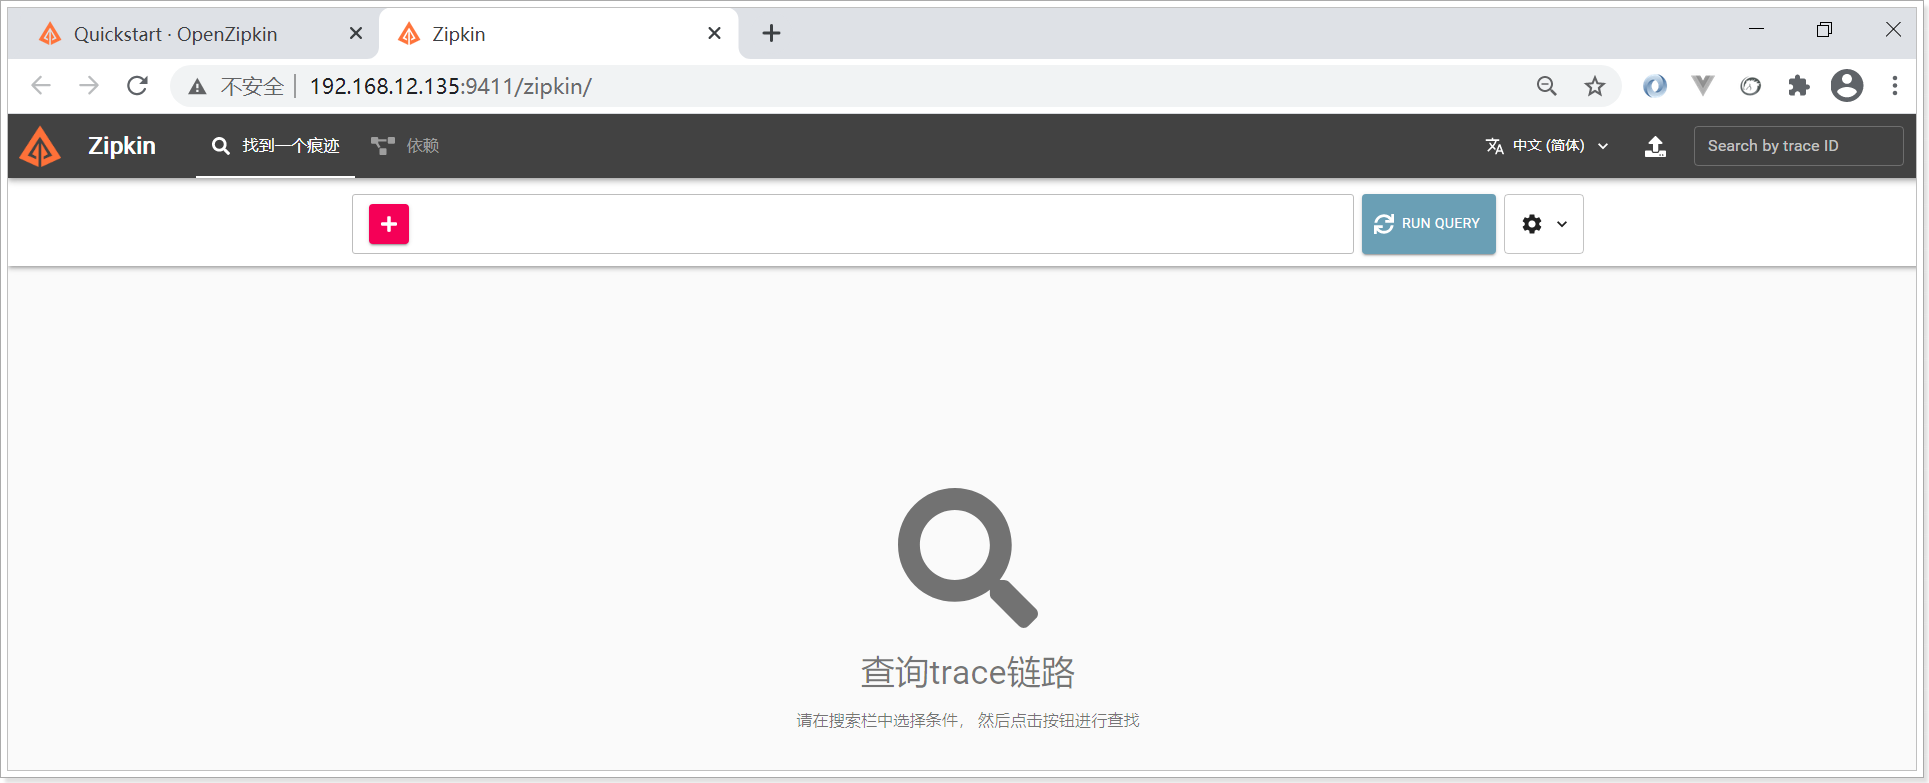 Quickstart · OpenZipkin
Zipkin
不安全 192.168.12.135:9411/zipkin/
Zipkin 找到一个痕迹 依赖 中文 (简体) Search by trace ID
RUN QUERY
查询trace链路
请在搜索栏中选择条件， 然后点击按钮进行查找